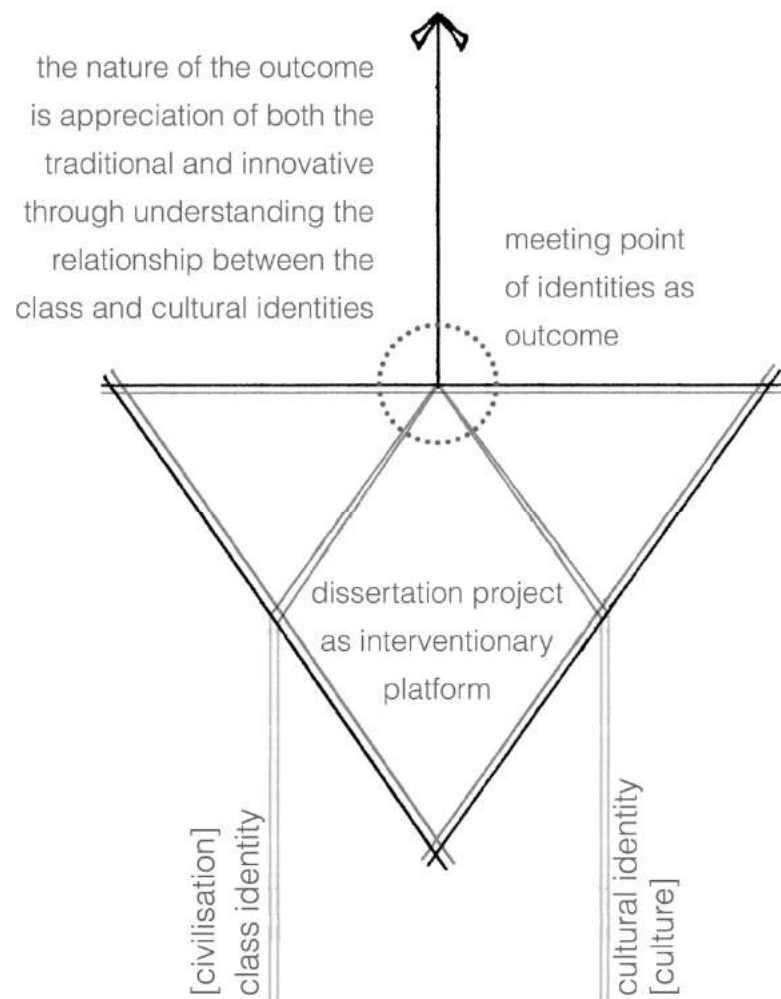 the nature of the outcome
is appreciation of both the
traditional and innovative
through understanding the
relationship between the
class and cultural identities
meeting point
of identities as
outcome
dissertation project
as interventionary
platform
[civilisation]
class identity
cultural identity
[culture]